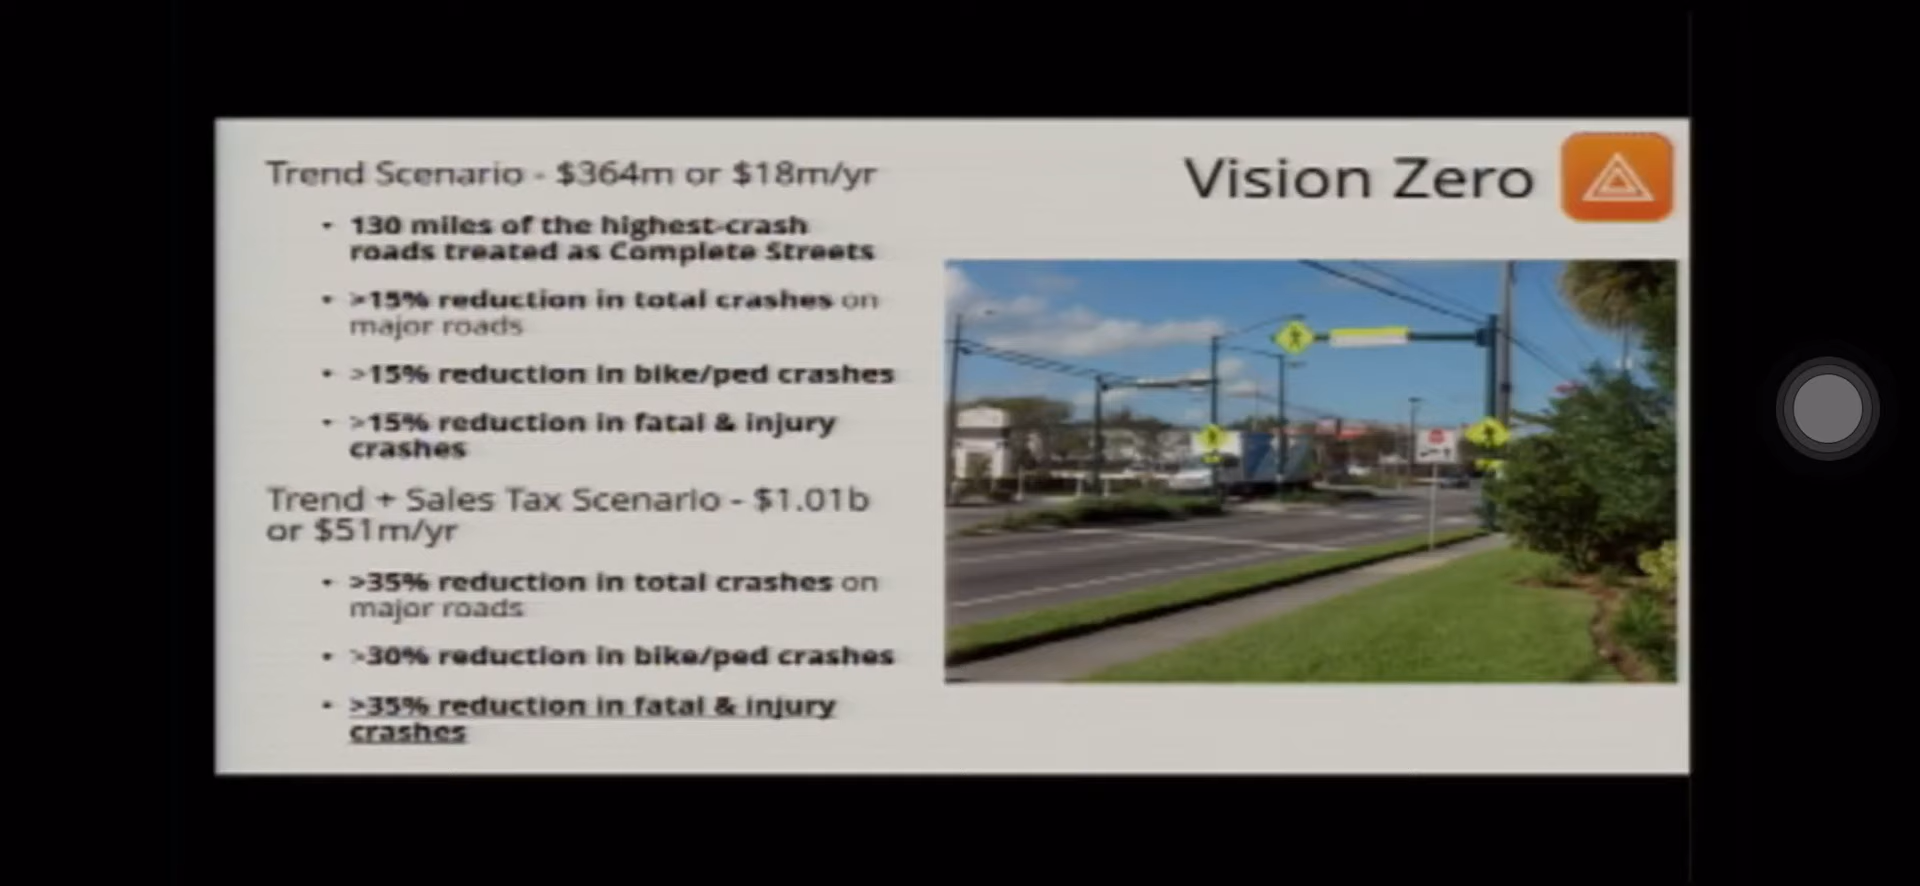 Trend Scenario - $364m or $18m/yr
• 130 miles of the highest-crash
roads treated as Complete Streets
• >15% reduction in total crashes on
major roads
• >15% reduction in bike/ped crashes
• >15% reduction in fatal & injury
crashes
Trend + Sales Tax Scenario - $1.01b
or $51m/yr
• >35% reduction in total crashes on
major roads
• >30% reduction in bike/ped crashes
• >35% reduction in fatal & injury
crashes
Vision Zero